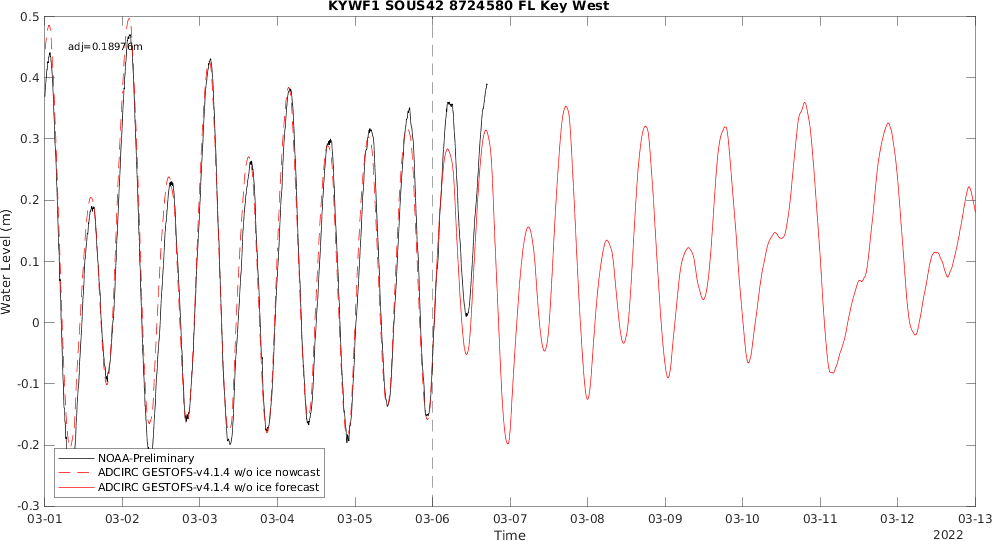 KYWF1 SOUS42 8724580 FL Key West
0.5
adj=0.18976m
0.4
0.3
0.2
0.1
0
-0.1
-0.2
-0.3
Water Level (m)
NOAA-Preliminary
ADCIRC GESTOFS-v4.1.4 w/o ice nowcast
ADCIRC GESTOFS-v4.1.4 w/o ice forecast
03-01 03-02 03-03 03-04 03-05 03-06 03-07 03-08 03-09 03-10 03-11 03-12 03-13
Time
2022